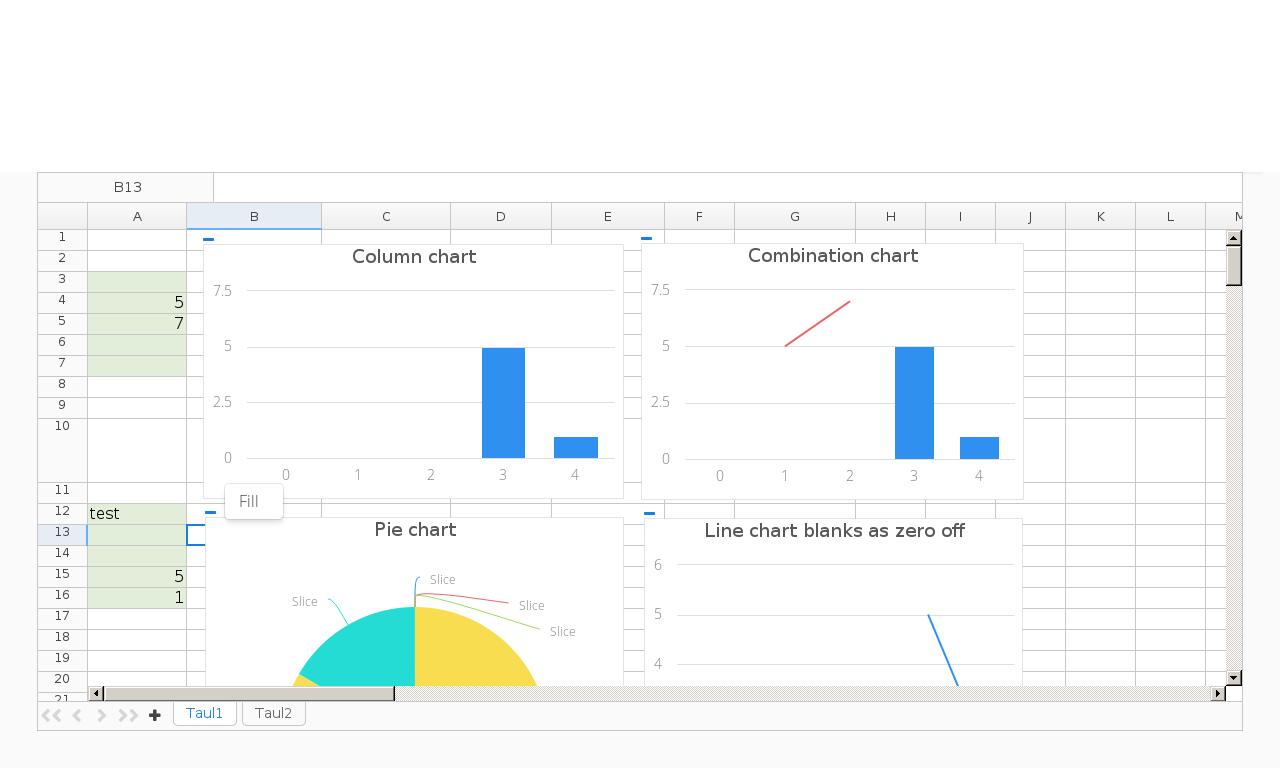 B13
A B C D E F G H I J K L M
1
2
3
4 5
5 7
6
7
8
9
10
11
12 test
13
14
15 5
16 1
17
18
19
20
21
Column chart
7.5
5
2.5
0
0 1 2 3 4
Combination chart
7.5
5
2.5
0
0 1 2 3 4
Fill
Pie chart
Slice
Slice
Slice
Slice
Line chart blanks as zero off
6
5
4
Taul1 Taul2